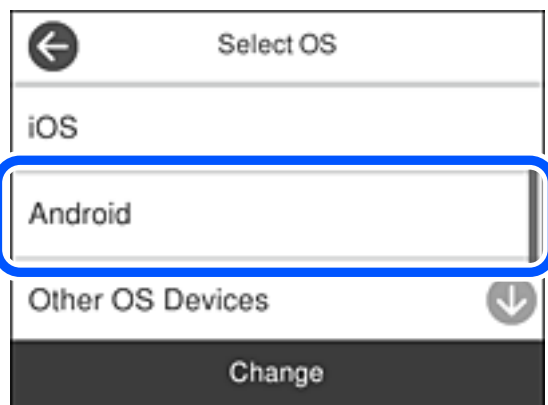 Select OS
iOS
Android
Other OS Devices
Change